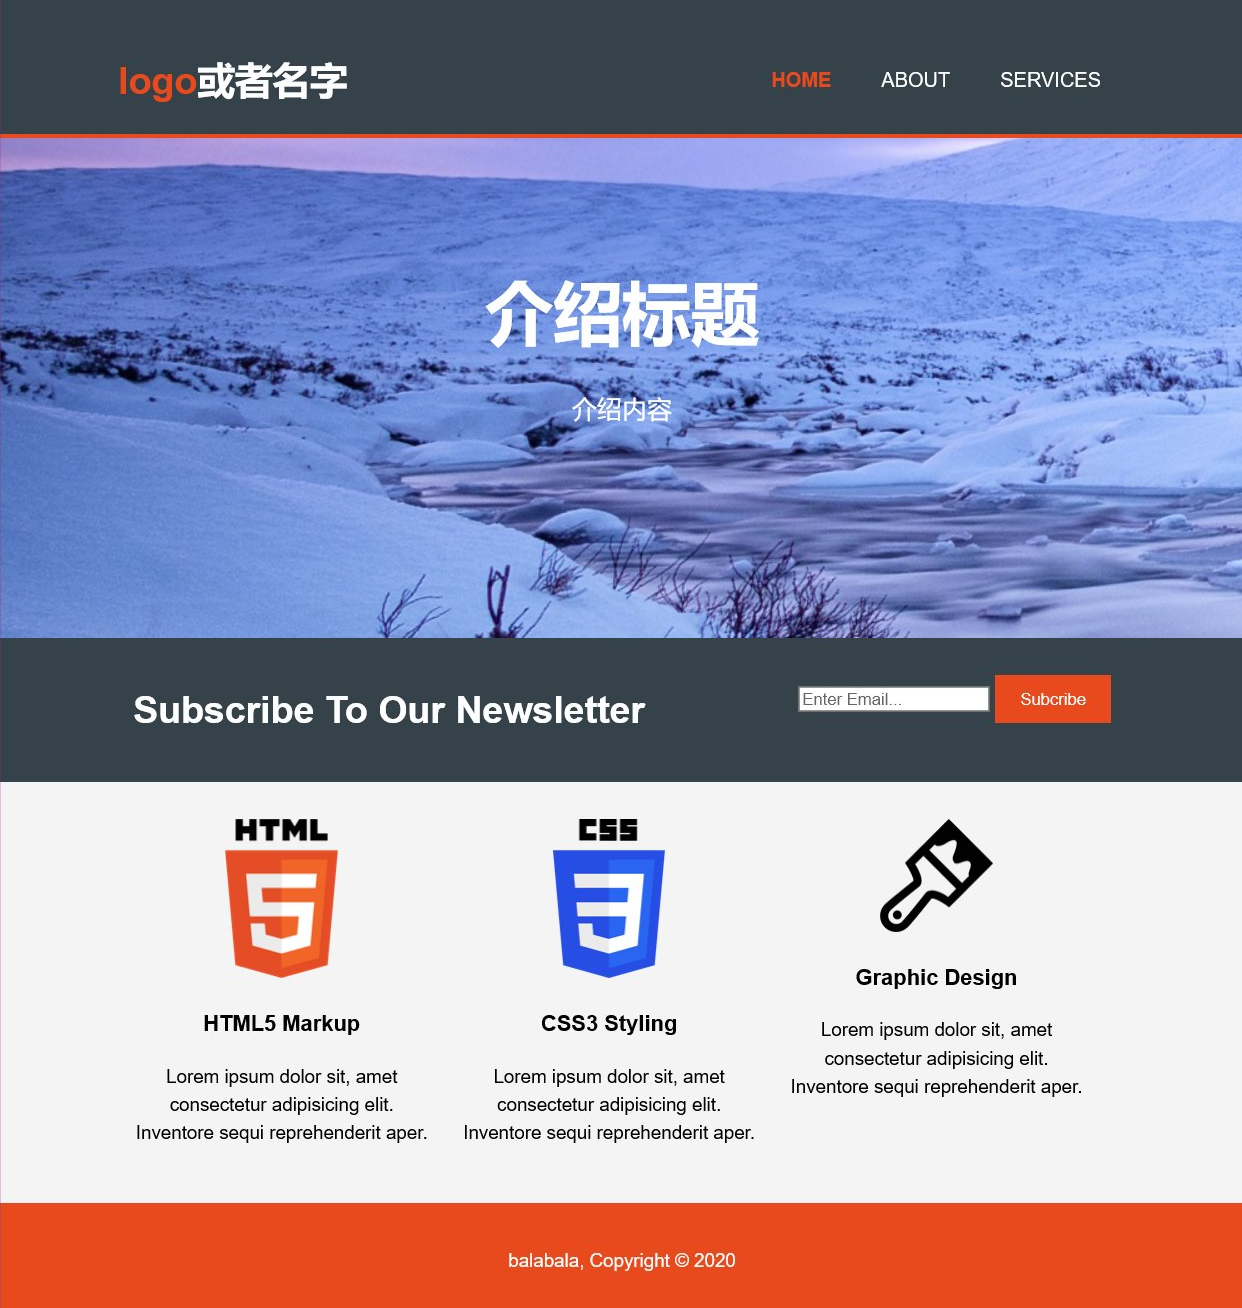 logo或者名字
HOME ABOUT SERVICES
介绍标题
介绍内容
Subscribe To Our Newsletter
Enter Email... Subcribe
HTML
5
HTML5 Markup
Lorem ipsum dolor sit, amet
consectetur adipisicing elit.
Inventore sequi reprehenderit aper.
CSS
3
CSS3 Styling
Lorem ipsum dolor sit, amet
consectetur adipisicing elit.
Inventore sequi reprehenderit aper.
Graphic Design
Lorem ipsum dolor sit, amet
consectetur adipisicing elit.
Inventore sequi reprehenderit aper.
balabala, Copyright © 2020